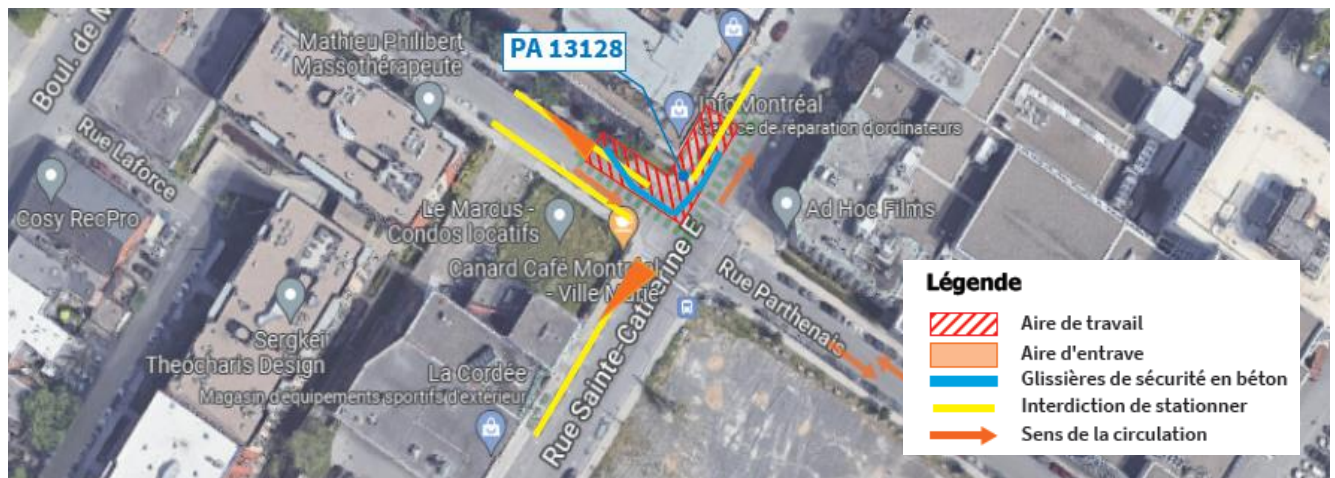 Boul. de M
Mathieu Philibert
Massothérapeute
PA 13128
InfoMontréal
Service de réparation d'ordinateurs
Rue Laforce
Cosy RecPro
Le Marcus -
Condos locatifs
Ad Hoc Films
Canard Café Montréal
- Ville Marie
Rue Sainte-Catherine E
Rue Parthenais
Sergkei
Theocharis Design
La Cordée
Magasin d'équipements sportifs d'extérieur
Légende
Aire de travail
Aire d'entrave
Glissières de sécurité en béton
Interdiction de stationner
Sens de la circulation